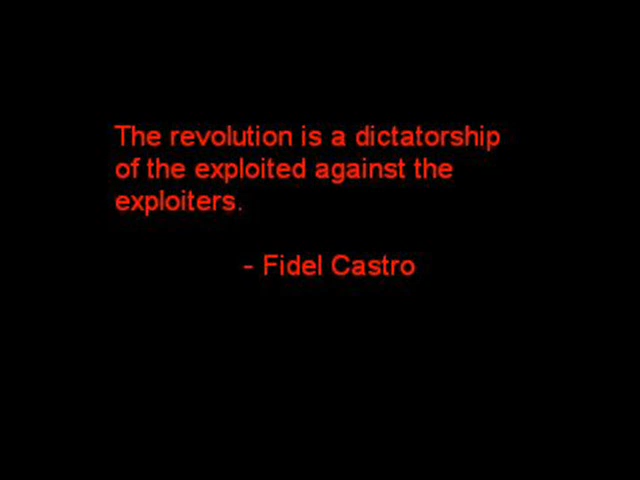 The revolution is a dictatorship
of the exploited against the
exploiters.
- Fidel Castro